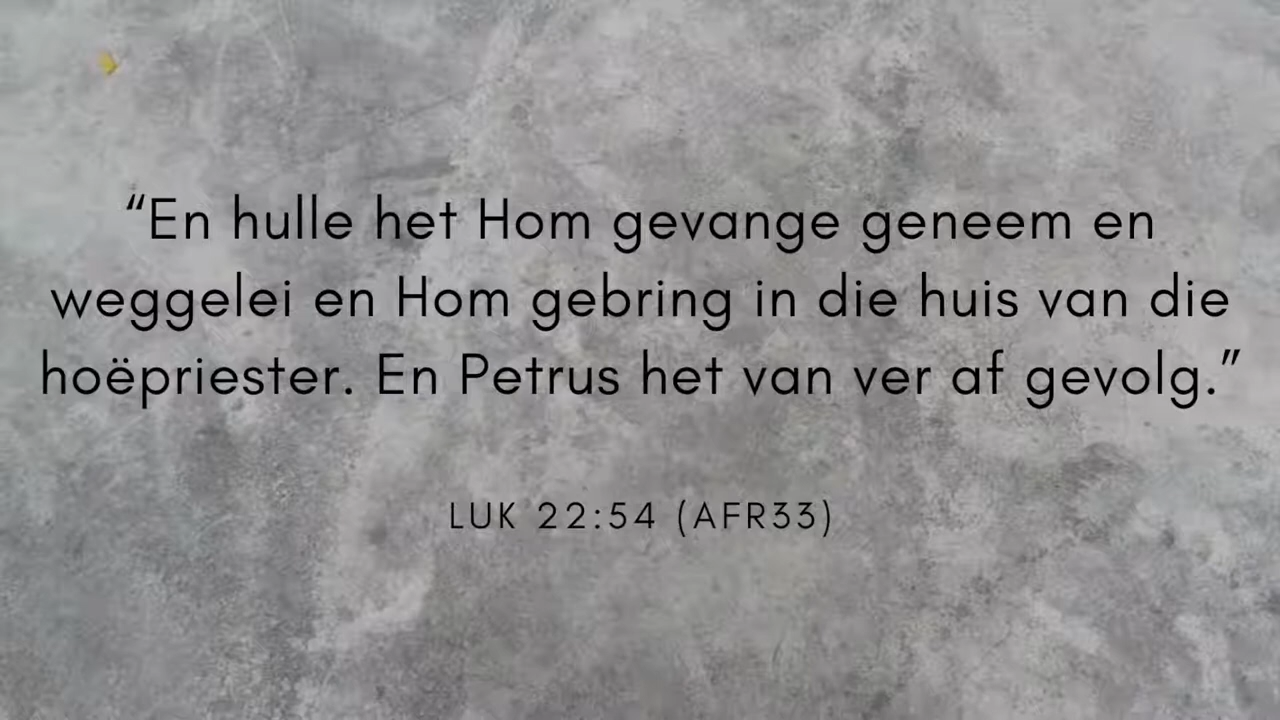 “En hulle het Hom gevange geneem en
weggelei en Hom gebring in die huis van die
hoëpriester. En Petrus het van ver af gevolg.”
LUK 22:54 (AFR33)